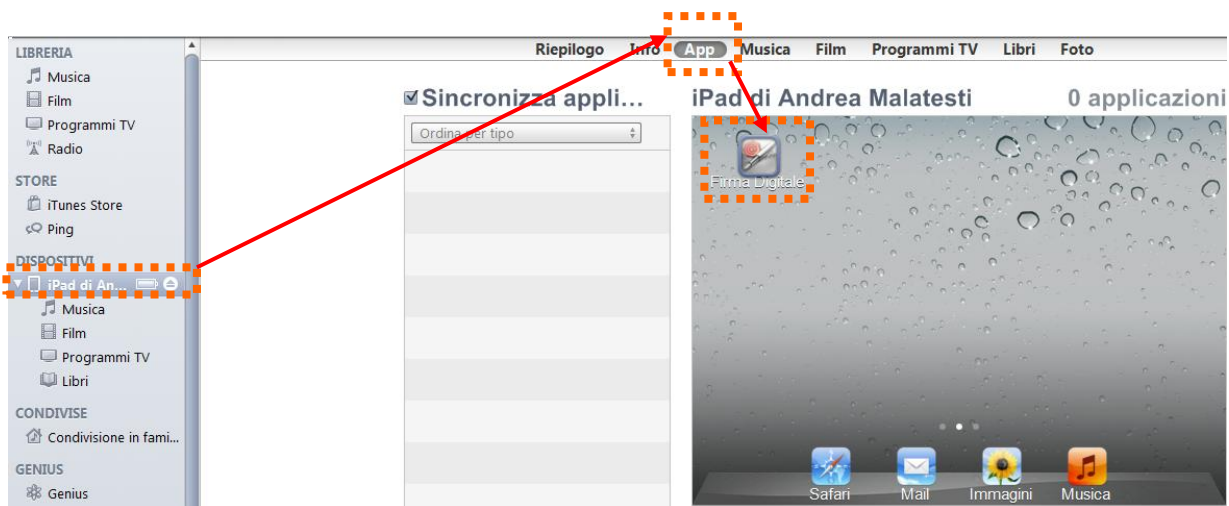 Riepilogo Info App Musica Film Programmi TV Libri Foto
LIBRERIA
Musica
Film
Programmi TV
Radio
STORE
iTunes Store
Ping
DISPOSITIVI
iPad di An...
Musica
Film
Programmi TV
Libri
CONDIVISE
Condivisione in fami...
GENIUS
Genius
Sincronizza appli...
Ordina per tipo
iPad di Andrea Malatesti 0 applicazioni
Firma Digitale
Safari Mail Immagini Musica